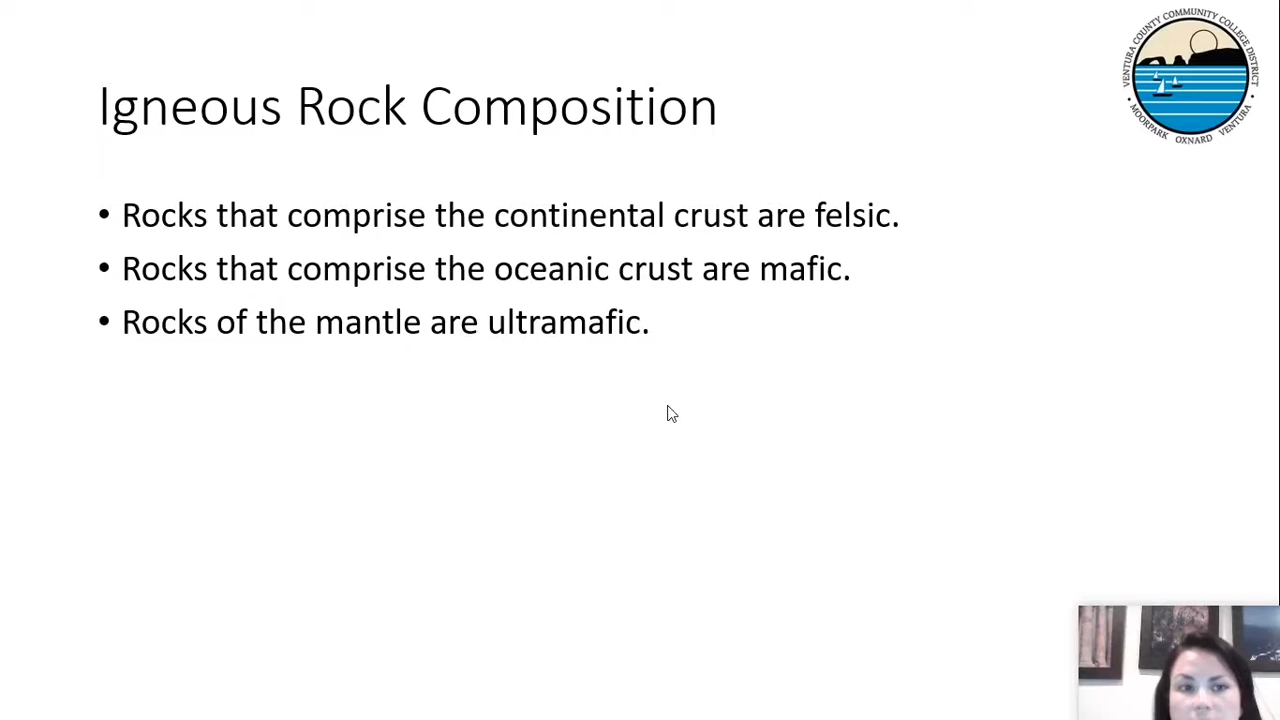 Igneous Rock Composition
• Rocks that comprise the continental crust are felsic.
• Rocks that comprise the oceanic crust are mafic.
• Rocks of the mantle are ultramafic.
VENTURA COUNTY COMMUNITY COLLEGE DISTRICT
• MOORPARK OXNARD VENTURA •